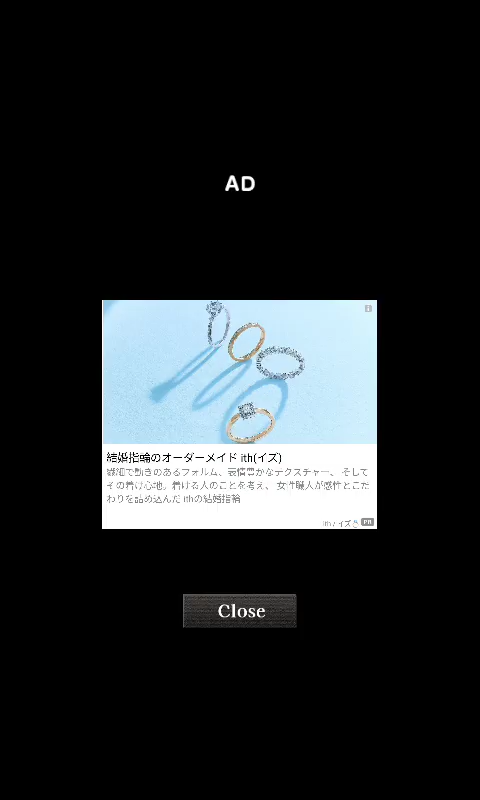 AD
結婚指輪のオーダーメイド ith(イズ)
繊細で動きのあるフォルム、表情豊かなテクスチャー、そして
その着け心地。着ける人のことを考え、女性職人が感性とこだ
わりを詰め込んだ ithの結婚指輪
ith / イズ
PR
Close